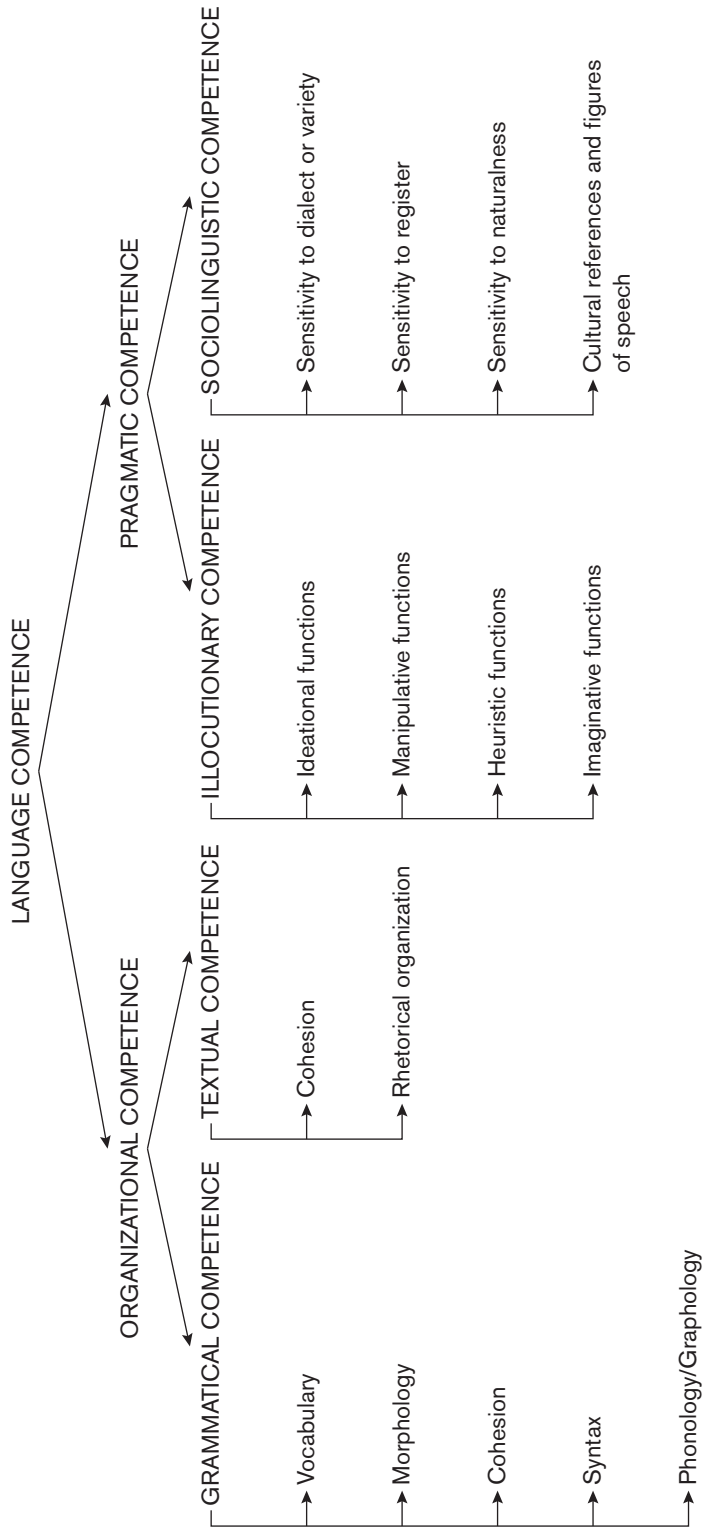 LANGUAGE COMPETENCE
ORGANIZATIONAL COMPETENCE
PRAGMATIC COMPETENCE
GRAMMATICAL COMPETENCE
Vocabulary
Morphology
Cohesion
Syntax
Phonology/Graphology
TEXTUAL COMPETENCE
Cohesion
Rhetorical organization
ILLOCUTIONARY COMPETENCE
Ideational functions
Manipulative functions
Heuristic functions
Imaginative functions
SOCIOLINGUISTIC COMPETENCE
Sensitivity to dialect or variety
Sensitivity to register
Sensitivity to naturalness
Cultural references and figures
of speech